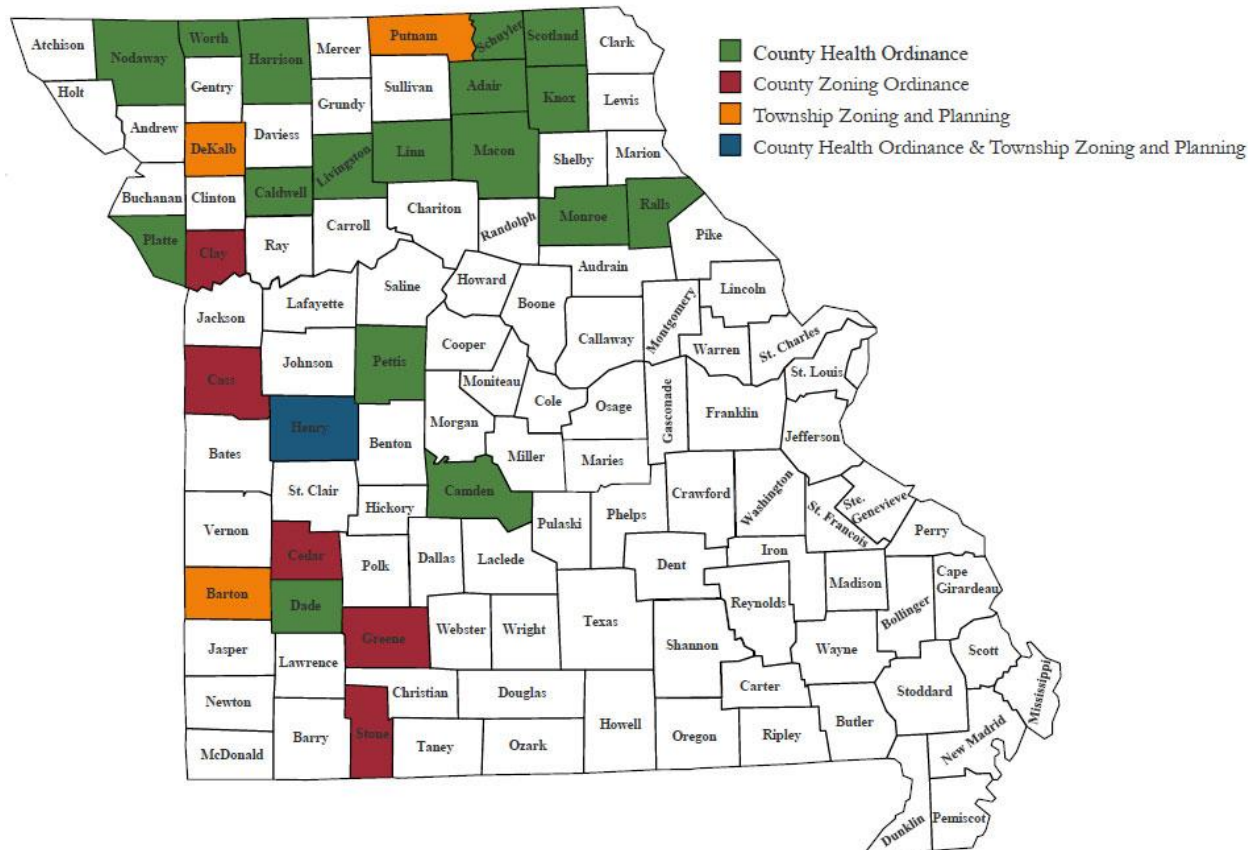 Atchison
Nodaway
Worth
Harrison
Mercer
Putnam
Schuyler
Scotland
Clark
County Health Ordinance
County Zoning Ordinance
Township Zoning and Planning
County Health Ordinance & Township Zoning and Planning
Holt
Gentry
Sullivan
Adair
Knox
Lewis
Andrew
Grundy
DeKalb
Daviess
Livingston
Linn
Macon
Shelby
Marion
Buchanan
Clinton
Caldwell
Chariton
Randolph
Monroe
Ralls
Platte
Clay
Ray
Carroll
Pike
Audrain
Saline
Howard
Boone
Lincoln
Jackson
Lafayette
Callaway
Montgomery
Warren
St. Charles
Johnson
Pettis
Cooper
Moniteau
St. Louis
Cass
Cole
Osage
Gasconade
Franklin
Henry
Benton
Morgan
Jefferson
Bates
Miller
Maries
St. Clair
Camden
Crawford
Washington
St. Francois
Ste.
Genevieve
Hickory
Pulaski
Phelps
Perry
Vernon
Cedar
Polk
Dallas
Laclede
Dent
Iron
Madison
Cape
Girardeau
Barton
Dade
Reynolds
Bollinger
Greene
Webster
Wright
Texas
Shannon
Wayne
Scott
Jasper
Lawrence
Mississippi
Newton
Christian
Douglas
Carter
Stoddard
Stone
Howell
Butler
New Madrid
McDonald
Barry
Taney
Ozark
Oregon
Ripley
Dunklin
Pemiscot